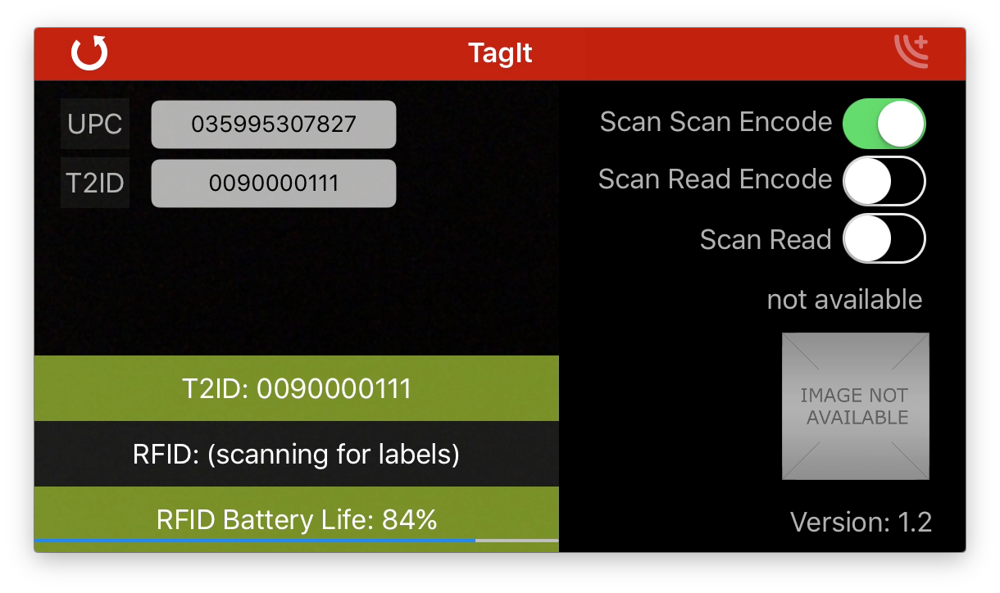 TagIt
UPC
035995307827
T2ID
0090000111
Scan Scan Encode
Scan Read Encode
Scan Read
not available
IMAGE NOT
AVAILABLE
T2ID: 0090000111
RFID: (scanning for labels)
RFID Battery Life: 84%
Version: 1.2